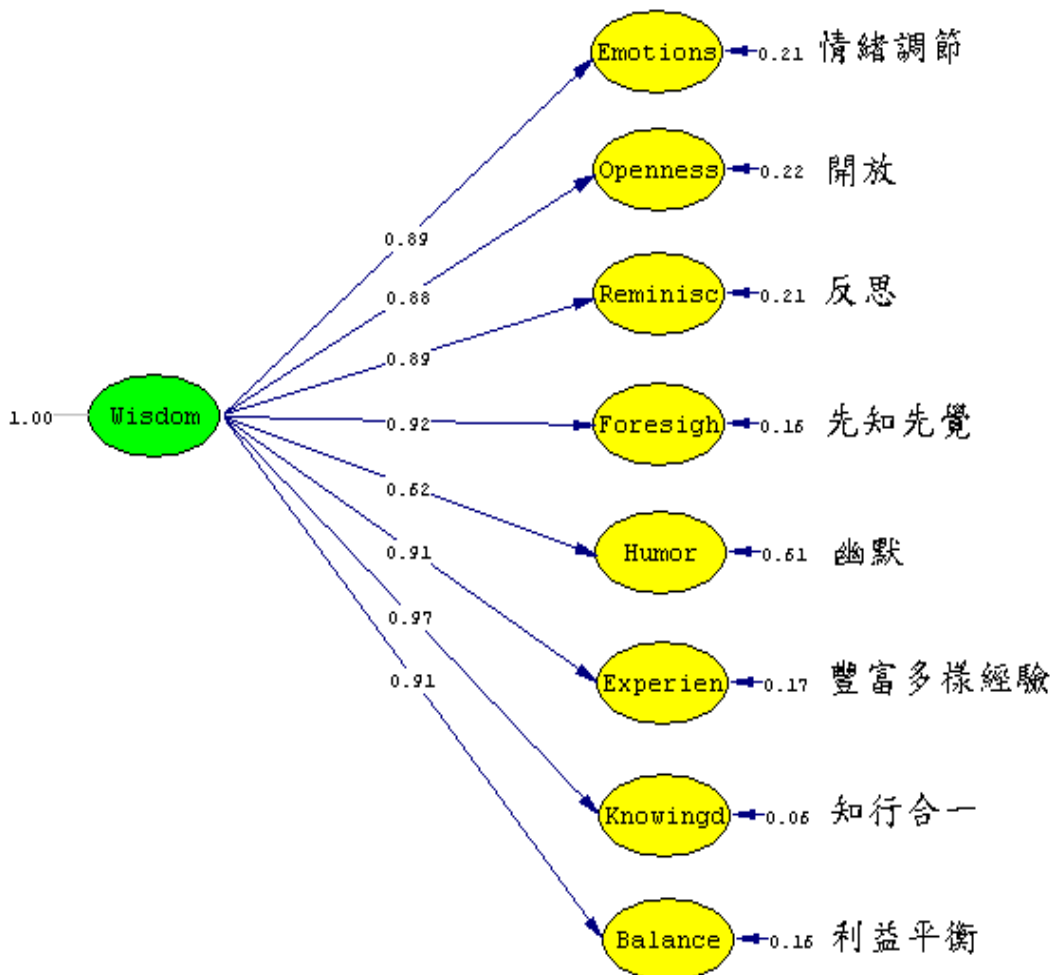 Emotions 0.21 情緒調節
Openness 0.22 開放
0.89
0.88
Reminisc 0.21 反思
0.89
1.00 Wisdom
0.92
Foresigh 0.16 先知先覺
0.62
Humor 0.61 幽默
0.91
0.97
0.91
Experien 0.17 豐富多樣經驗
Knowingd 0.06 知行合一
Balance 0.16 利益平衡